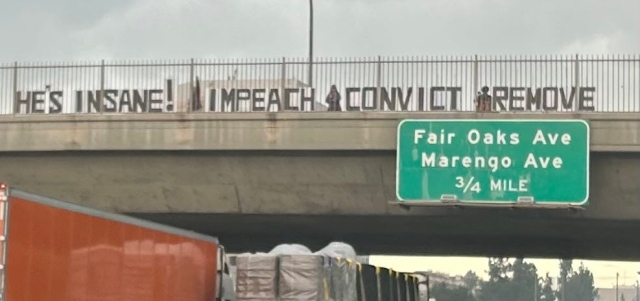 HE'S INSANE! IMPEACH CONVICT REMOVE
Fair Oaks Ave
Marengo Ave
3/4 MILE